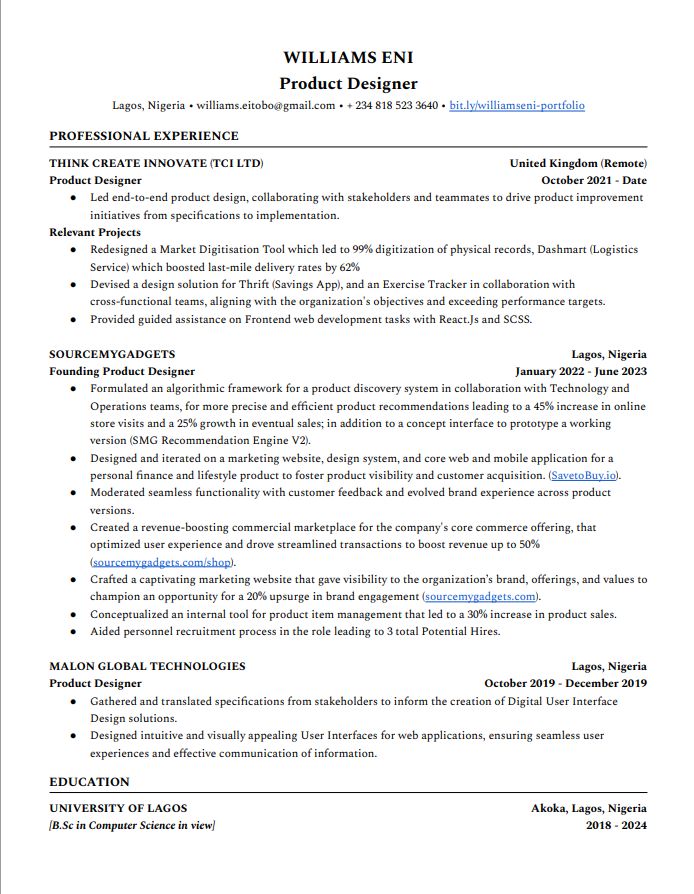 WILLIAMS ENI
Product Designer
Lagos, Nigeria • williams.eitobo@gmail.com • + 234 818 523 3640 • bit.ly/williamseni-portfolio
PROFESSIONAL EXPERIENCE
THINK CREATE INNOVATE (TCI LTD) United Kingdom (Remote)
Product Designer October 2021 - Date
● Led end-to-end product design, collaborating with stakeholders and teammates to drive product improvement
initiatives from specifications to implementation.
Relevant Projects
● Redesigned a Market Digitisation Tool which led to 99% digitization of physical records, Dashmart (Logistics
Service) which boosted last-mile delivery rates by 62%
● Devised a design solution for Thrift (Savings App), and an Exercise Tracker in collaboration with
cross-functional teams, aligning with the organization's objectives and exceeding performance targets.
● Provided guided assistance on Frontend web development tasks with React.Js and SCSS.
SOURCEMYGADGETS Lagos, Nigeria
Founding Product Designer January 2022 - June 2023
● Formulated an algorithmic framework for a product discovery system in collaboration with Technology and
Operations teams, for more precise and efficient product recommendations leading to a 45% increase in online
store visits and a 25% growth in eventual sales; in addition to a concept interface to prototype a working
version (SMG Recommendation Engine V2).
● Designed and iterated on a marketing website, design system, and core web and mobile application for a
personal finance and lifestyle product to foster product visibility and customer acquisition. (SavetoBuy.io).
● Moderated seamless functionality with customer feedback and evolved brand experience across product
versions.
● Created a revenue-boosting commercial marketplace for the company's core commerce offering, that
optimized user experience and drove streamlined transactions to boost revenue up to 50%
(sourcemygadgets.com/shop).
● Crafted a captivating marketing website that gave visibility to the organization's brand, offerings, and values to
champion an opportunity for a 20% upsurge in brand engagement (sourcemygadgets.com).
● Conceptualized an internal tool for product item management that led to a 30% increase in product sales.
● Aided personnel recruitment process in the role leading to 3 total Potential Hires.
MALON GLOBAL TECHNOLOGIES Lagos, Nigeria
Product Designer October 2019 - December 2019
● Gathered and translated specifications from stakeholders to inform the creation of Digital User Interface
Design solutions.
● Designed intuitive and visually appealing User Interfaces for web applications, ensuring seamless user
experiences and effective communication of information.
EDUCATION
UNIVERSITY OF LAGOS Akoka, Lagos, Nigeria
[B.Sc in Computer Science in view] 2018 - 2024